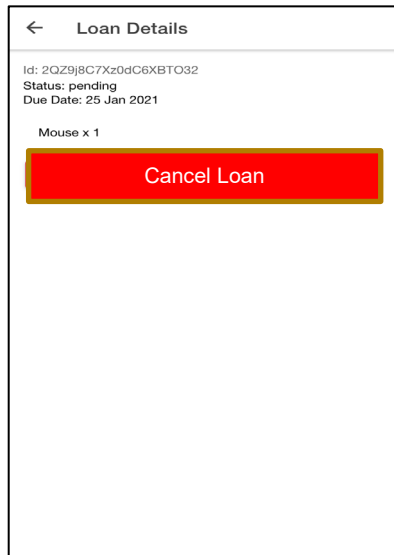 Loan Details
Id: 2QZ9j8C7Xz0dC6XBTO32
Status: pending
Due Date: 25 Jan 2021
Mouse x 1
Cancel Loan